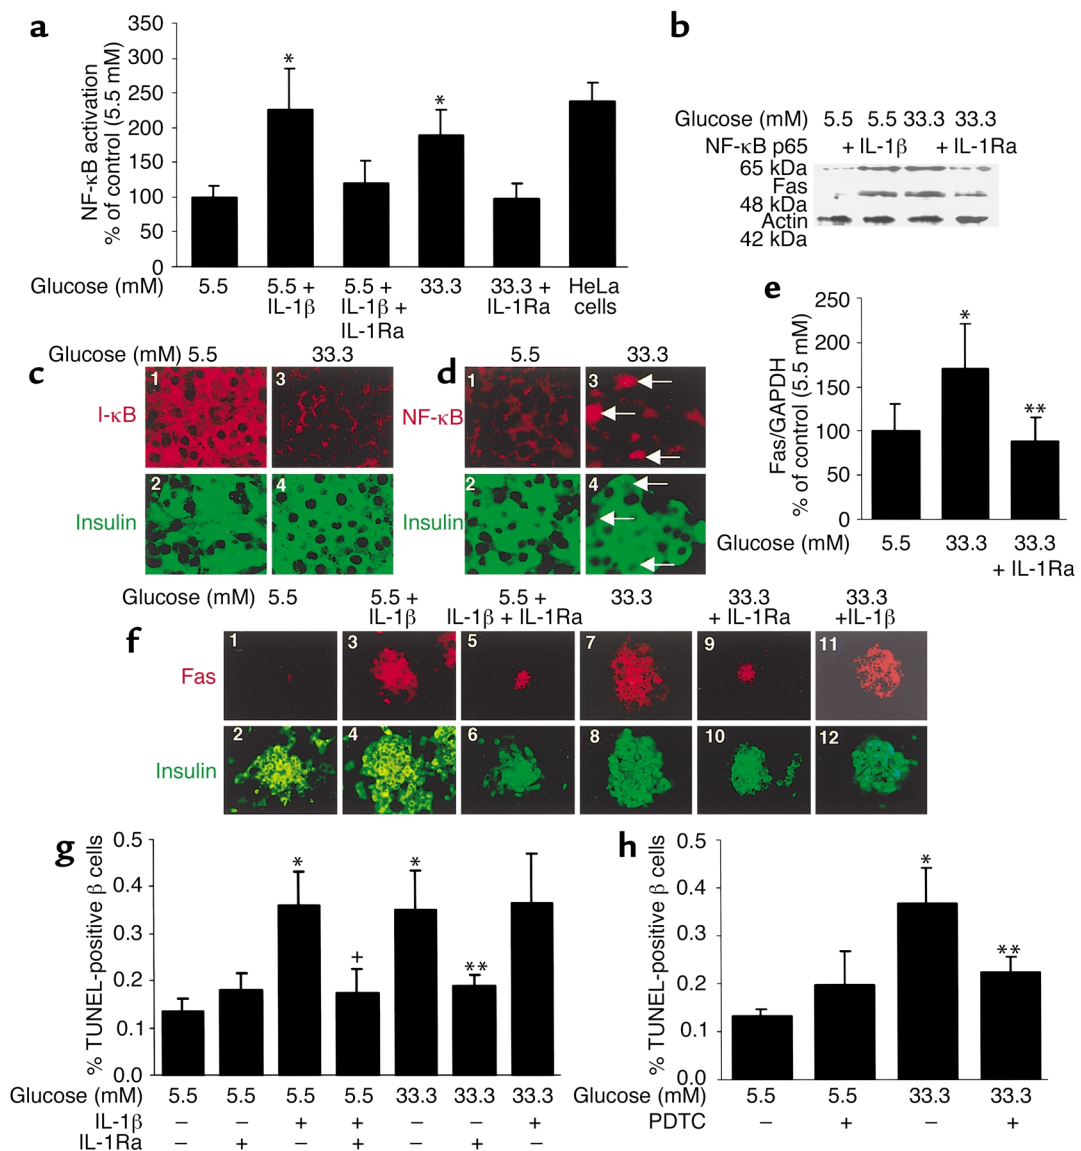 a
NF-κB activation
% of control (5.5 mM)
350
300
250
200
150
100
50
0
*
*
Glucose (mM)
5.5
5.5 +
IL-1β
5.5 +
IL-1β +
IL-1Ra
33.3
33.3 +
IL-1Ra
HeLa
cells
b
Glucose (mM) 5.5 5.5 33.3 33.3
NF-κB p65 + IL-1β + IL-1Ra
65 kDa
Fas
48 kDa
Actin
42 kDa
c
Glucose (mM) 5.5 33.3
I-κB
1 3
Insulin
2 4
d
5.5 33.3
NF-κB
1 3
Insulin
2 4
e
Fas/GAPDH
% of control (5.5 mM)
250
200
150
100
50
0
*
**
Glucose (mM)
5.5
33.3
33.3
+ IL-1Ra
f
Glucose (mM)
5.5
5.5 +
IL-1β
5.5 +
IL-1β + IL-1Ra
33.3
33.3
+ IL-1Ra
33.3
+IL-1β
Fas
1 3 5 7 9 11
Insulin
2 4 6 8 10 12
g
% TUNEL-positive β cells
0.5
0.4
0.3
0.2
0.1
0.0
*
+
*
**
Glucose (mM) 5.5 5.5 5.5 5.5 33.3 33.3 33.3
IL-1β − − + + − − +
IL-1Ra − + − + − + −
h
% TUNEL-positive β cells
0.5
0.4
0.3
0.2
0.1
0.0
*
**
Glucose (mM) 5.5 5.5 33.3 33.3
PDTC − + − +